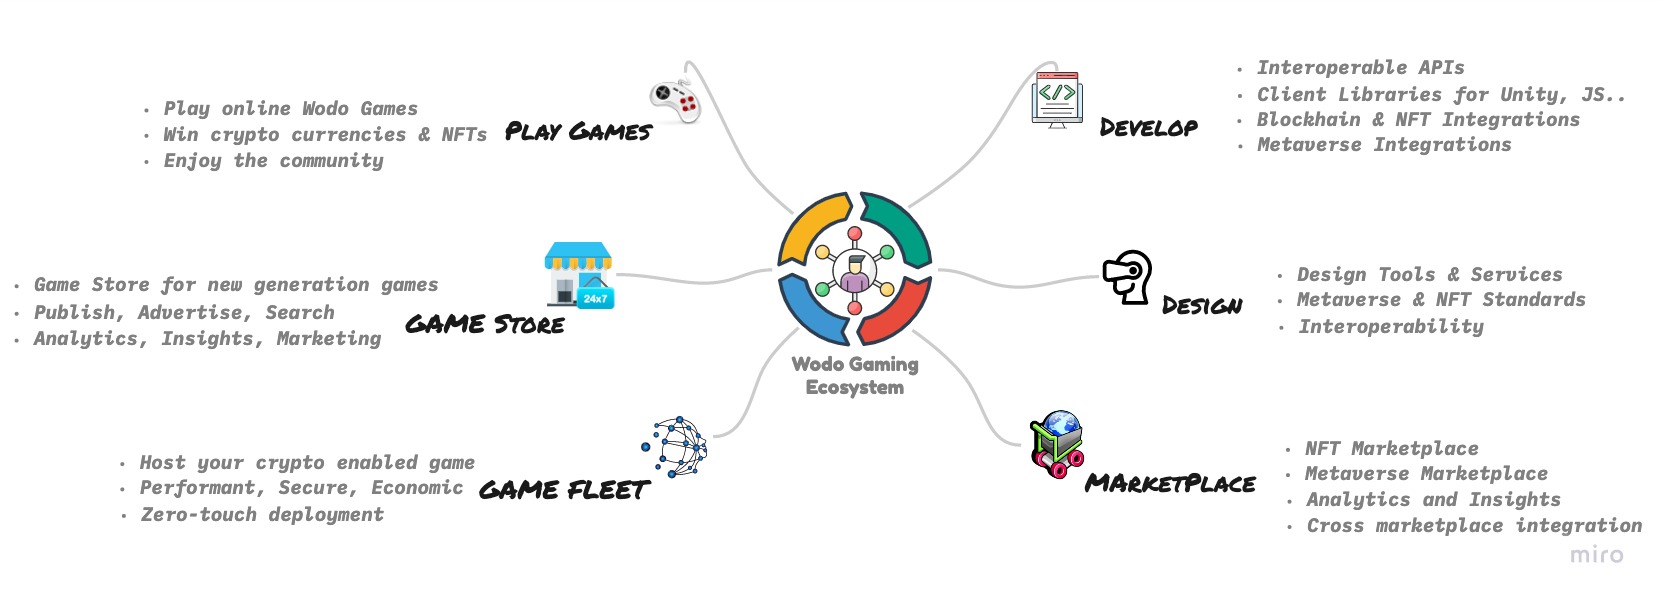 Play online Wodo Games
Win crypto currencies & NFTs
Enjoy the community
Play Games
Game Store for new generation games
Publish, Advertise, Search
Analytics, Insights, Marketing
GAME Store
24x7
Host your crypto enabled game
Performant, Secure, Economic
Zero-touch deployment
GAME FLEET
Wodo Gaming
Ecosystem
Develop
Interoperable APIs
Client Libraries for Unity, JS..
Blockhain & NFT Integrations
Metaverse Integrations
Design
Design Tools & Services
Metaverse & NFT Standards
Interoperability
MarketPlace
NFT Marketplace
Metaverse Marketplace
Analytics and Insights
Cross marketplace integration
miro